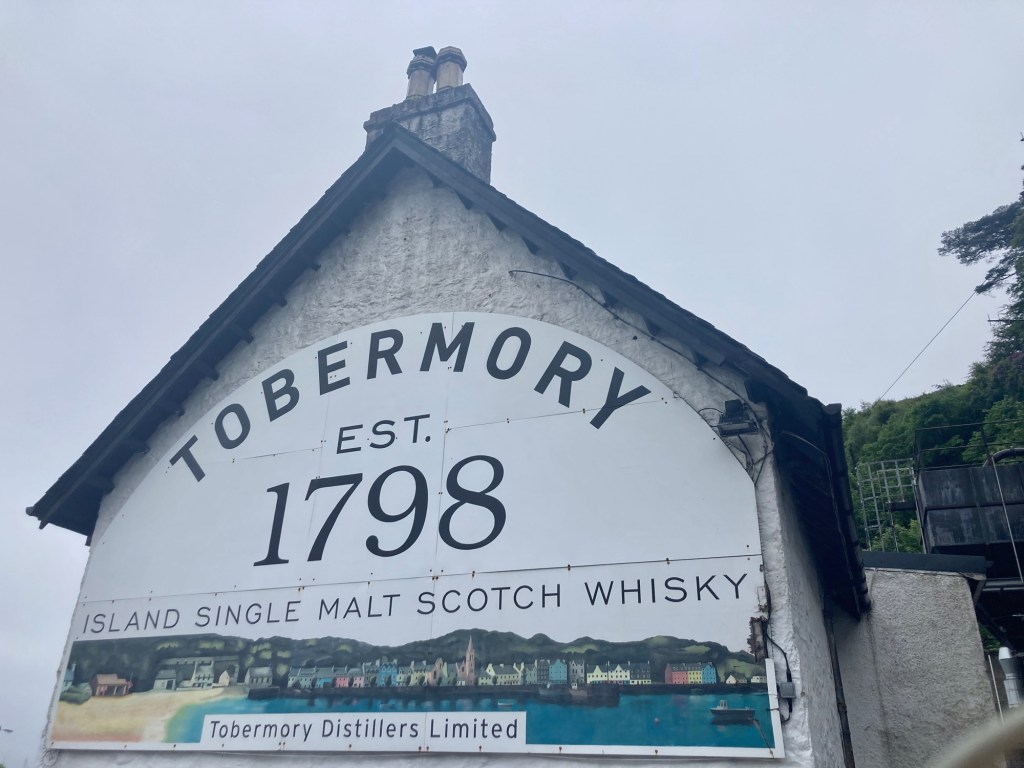 TOBERMORY
EST.
1798
ISLAND SINGLE MALT SCOTCH WHISKY
Tobermory Distillers Limited